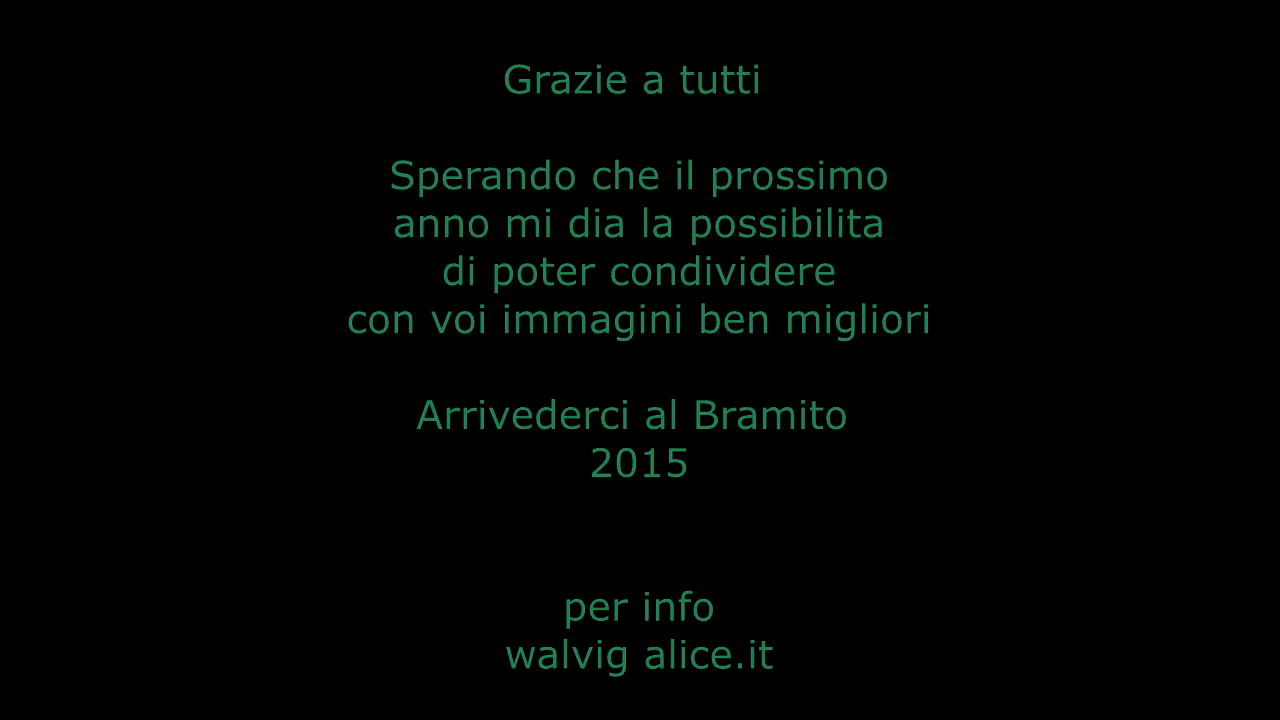 Grazie a tutti
Sperando che il prossimo
anno mi dia la possibilita
di poter condividere
con voi immagini ben migliori
Arrivederci al Bramito
2015
per info
walvig alice.it